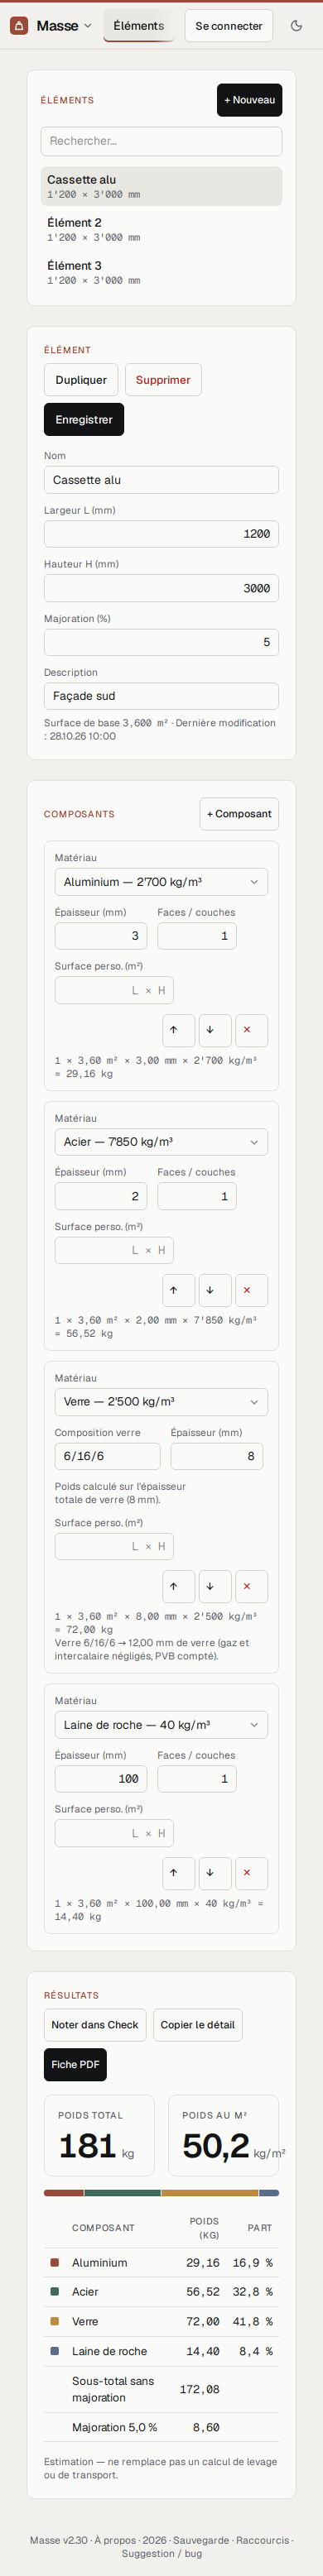 Masse
Éléments
Se connecter
ÉLÉMENTS
+ Nouveau
Rechercher...
Cassette alu
1'200 × 3'000 mm
Élément 2
1'200 × 3'000 mm
Élément 3
1'200 × 3'000 mm
ÉLÉMENT
Dupliquer
Supprimer
Enregistrer
Nom
Cassette alu
Largeur L (mm)
1200
Hauteur H (mm)
3000
Majoration (%)
5
Description
Façade sud
Surface de base 3,600 m² · Dernière modification
: 28.10.26 10:00
COMPOSANTS
+ Composant
Matériau
Aluminium — 2'700 kg/m³
Épaisseur (mm) Faces / couches
3 1
Surface perso. (m²)
L × H
↑ ↓ ×
1 × 3,60 m² × 3,00 mm × 2'700 kg/m³
= 29,16 kg
Matériau
Acier — 7'850 kg/m³
Épaisseur (mm) Faces / couches
2 1
Surface perso. (m²)
L × H
↑ ↓ ×
1 × 3,60 m² × 2,00 mm × 7'850 kg/m³
= 56,52 kg
Matériau
Verre — 2'500 kg/m³
Composition verre Épaisseur (mm)
6/16/6 8
Poids calculé sur l'épaisseur
totale de verre (8 mm).
Surface perso. (m²)
L × H
↑ ↓ ×
1 × 3,60 m² × 8,00 mm × 2'500 kg/m³
= 72,00 kg
Verre 6/16/6 → 12,00 mm de verre (gaz et
intercalaire négligés, PVB compté).
Matériau
Laine de roche — 40 kg/m³
Épaisseur (mm) Faces / couches
100 1
Surface perso. (m²)
L × H
↑ ↓ ×
1 × 3,60 m² × 100,00 mm × 40 kg/m³ =
14,40 kg
RÉSULTATS
Noter dans Check
Copier le détail
Fiche PDF
POIDS TOTAL
181 kg
POIDS AU M²
50,2 kg/m²
COMPOSANT POIDS (KG) PART
Aluminium 29,16 16,9 %
Acier 56,52 32,8 %
Verre 72,00 41,8 %
Laine de roche 14,40 8,4 %
Sous-total sans
majoration 172,08
Majoration 5,0 % 8,60
Estimation — ne remplace pas un calcul de levage
ou de transport.
Masse v2.30 · À propos · 2026 · Sauvegarde · Raccourcis ·
Suggestion / bug